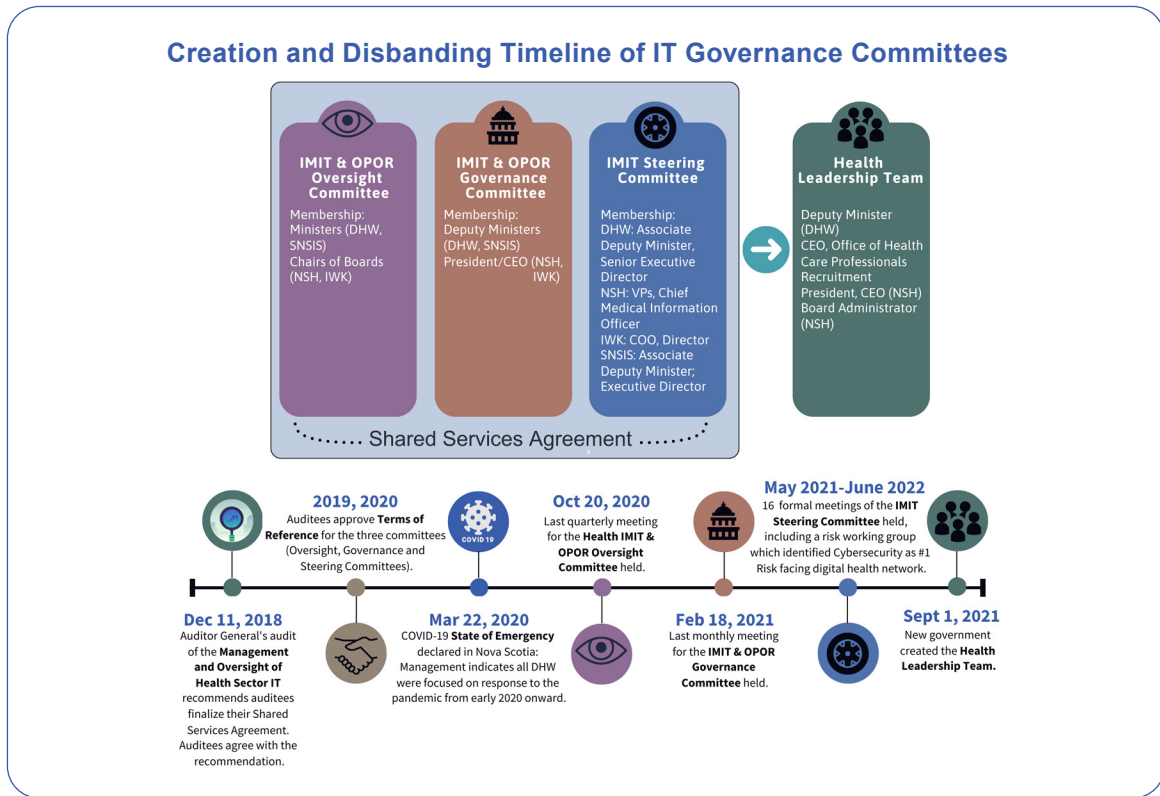 Creation and Disbanding Timeline of IT Governance Committees
IMIT & OPOR
Oversight
Committee
Membership:
Ministers (DHW,
SNSIS)
Chairs of Boards
(NSH, IWK)
IMIT & OPOR
Governance
Committee
Membership:
Deputy Ministers
(DHW, SNSIS)
President/CEO (NSH,
IWK)
IMIT Steering
Committee
Membership:
DHW: Associate
Deputy Minister,
Senior Executive
Director
NSH: VPs, Chief
Medical Information
Officer
IWK: COO, Director
SNSIS: Associate
Deputy Minister;
Executive Director
Health
Leadership Team
Deputy Minister
(DHW)
CEO, Office of Health
Care Professionals
Recruitment
President, CEO (NSH)
Board Administrator
(NSH)
Shared Services Agreement
Dec 11, 2018
Auditor General's audit
of the Management
and Oversight of
Health Sector IT
recommends auditees
finalize their Shared
Services Agreement.
Auditees agree with the
recommendation.
2019, 2020
Auditees approve Terms of
Reference for the three committees
(Oversight, Governance and
Steering Committees).
COVID 19
Mar 22, 2020
COVID-19 State of Emergency
declared in Nova Scotia:
Management indicates all DHW
were focused on response to the
pandemic from early 2020 onward.
Oct 20, 2020
Last quarterly meeting
for the Health IMIT &
OPOR Oversight
Committee held.
Feb 18, 2021
Last monthly meeting
for the IMIT & OPOR
Governance
Committee held.
May 2021-June 2022
16 formal meetings of the IMIT
Steering Committee held,
including a risk working group
which identified Cybersecurity as #1
Risk facing digital health network.
Sept 1, 2021
New government
created the Health
Leadership Team.